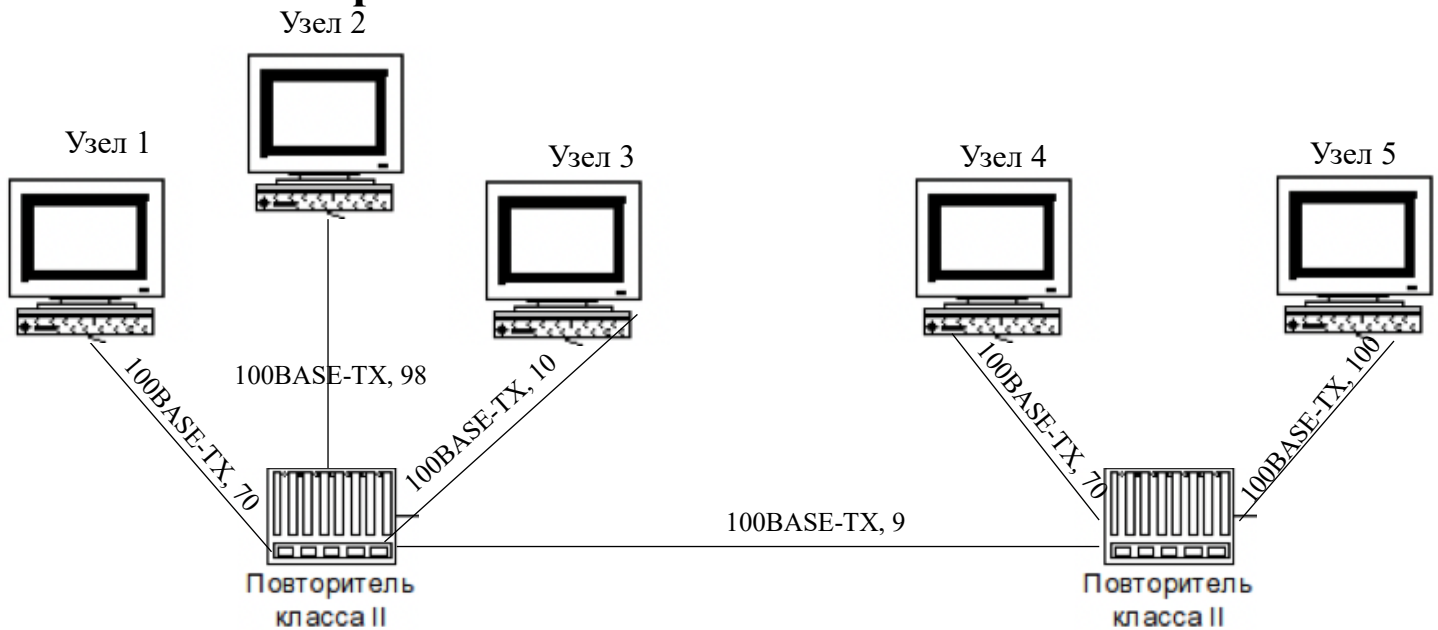 Узел 2
Узел 1
Узел 3
Узел 4
Узел 5
100BASE-TX, 70
100BASE-TX, 98
100BASE-TX, 10
100BASE-TX, 70
100BASE-TX, 100
100BASE-TX, 9
Повторитель
класса II
Повторитель
класса II